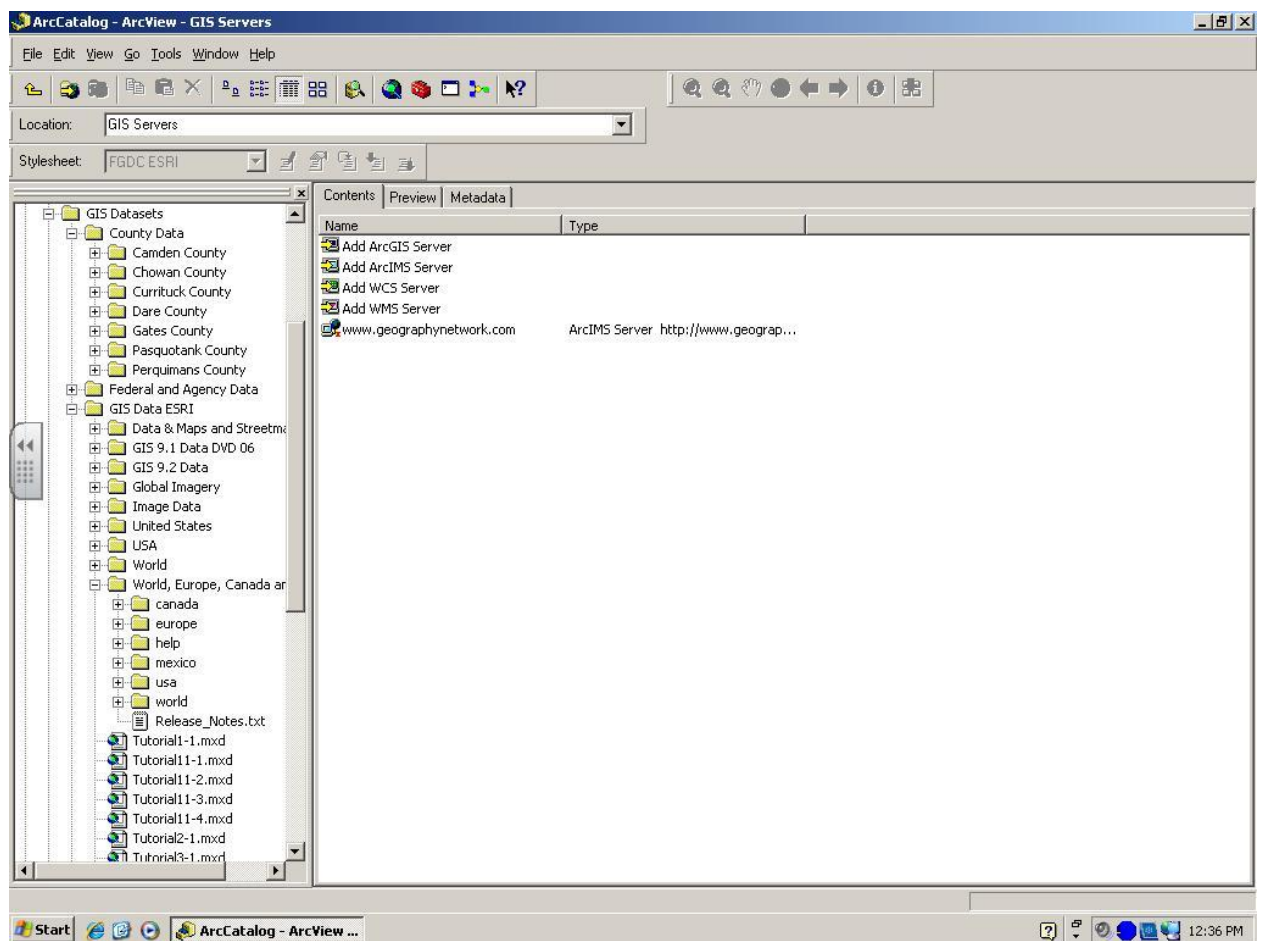 ArcCatalog - ArcView - GIS Servers
File Edit View Go Tools Window Help
Location: GIS Servers
Stylesheet: FGDC ESRI
Contents Preview Metadata
Name Type
Add ArcGIS Server
Add ArcIMS Server
Add WCS Server
Add WMS Server
www.geographynetwork.com ArcIMS Server http://www.geograp...
GIS Datasets
County Data
Camden County
Chowan County
Currituck County
Dare County
Gates County
Pasquotank County
Perquimans County
Federal and Agency Data
GIS Data ESRI
Data & Maps and Streetma
GIS 9.1 Data DVD 06
GIS 9.2 Data
Global Imagery
Image Data
United States
USA
World
World, Europe, Canada ar
canada
europe
help
mexico
usa
world
Release_Notes.txt
Tutorial1-1.mxd
Tutorial11-1.mxd
Tutorial11-2.mxd
Tutorial11-3.mxd
Tutorial11-4.mxd
Tutorial2-1.mxd
Tutorial3-1.mxd
Start ArcCatalog - ArcView ... 12:36 PM